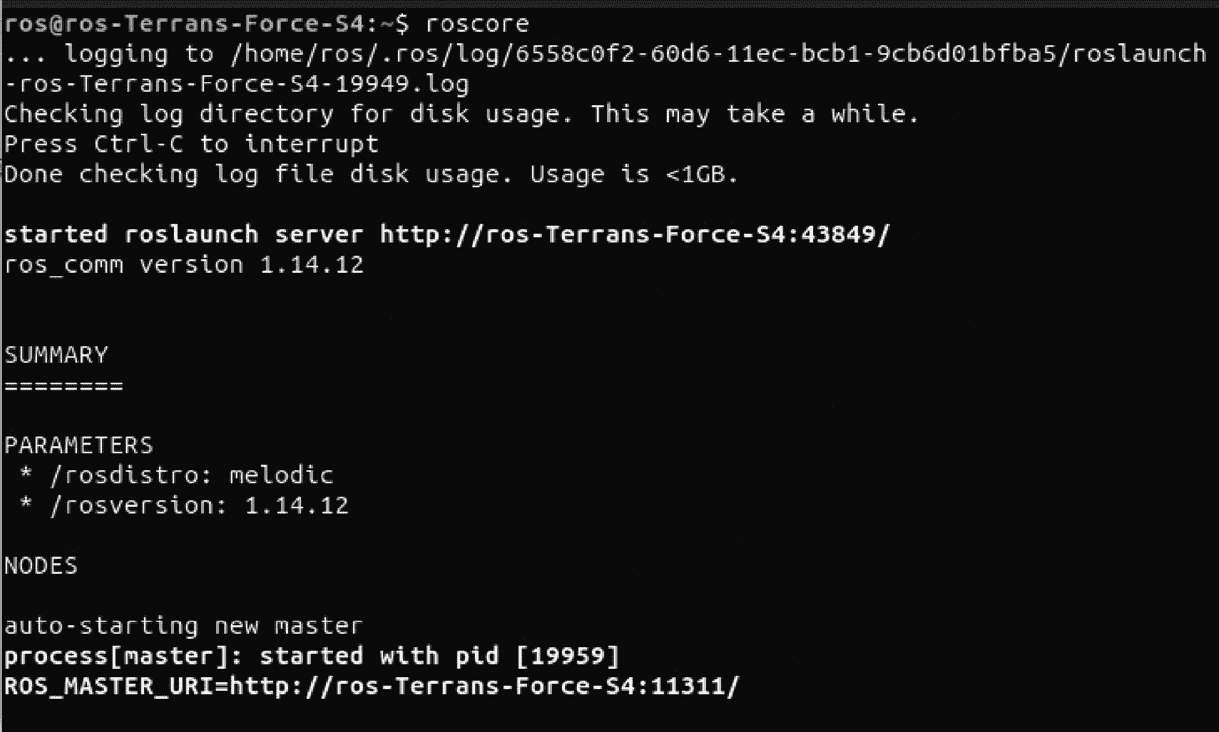 ros@ros-Terrans-Force-S4:~$ roscore
... logging to /home/ros/.ros/log/6558c0f2-60d6-11ec-bcb1-9cb6d01bfba5/roslaunch
-ros-Terrans-Force-S4-19949.log
Checking log directory for disk usage. This may take a while.
Press Ctrl-C to interrupt
Done checking log file disk usage. Usage is <1GB.
started roslaunch server http://ros-Terrans-Force-S4:43849/
ros_comm version 1.14.12
SUMMARY
========
PARAMETERS
 * /rosdistro: melodic
 * /rosversion: 1.14.12
NODES
auto-starting new master
process[master]: started with pid [19959]
ROS_MASTER_URI=http://ros-Terrans-Force-S4:11311/